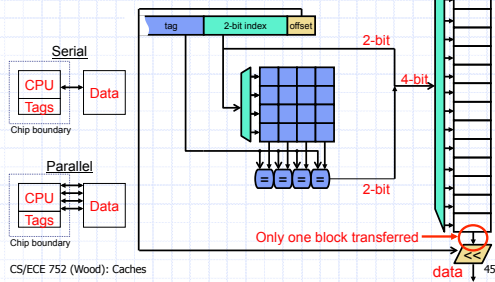 tag 2-bit index offset
2-bit
Serial
CPU
Tags
Data
Chip boundary
4-bit
= = = =
2-bit
Parallel
CPU
Tags
Data
Chip boundary
Only one block transferred
<<
CS/ECE 752 (Wood): Caches
data
45